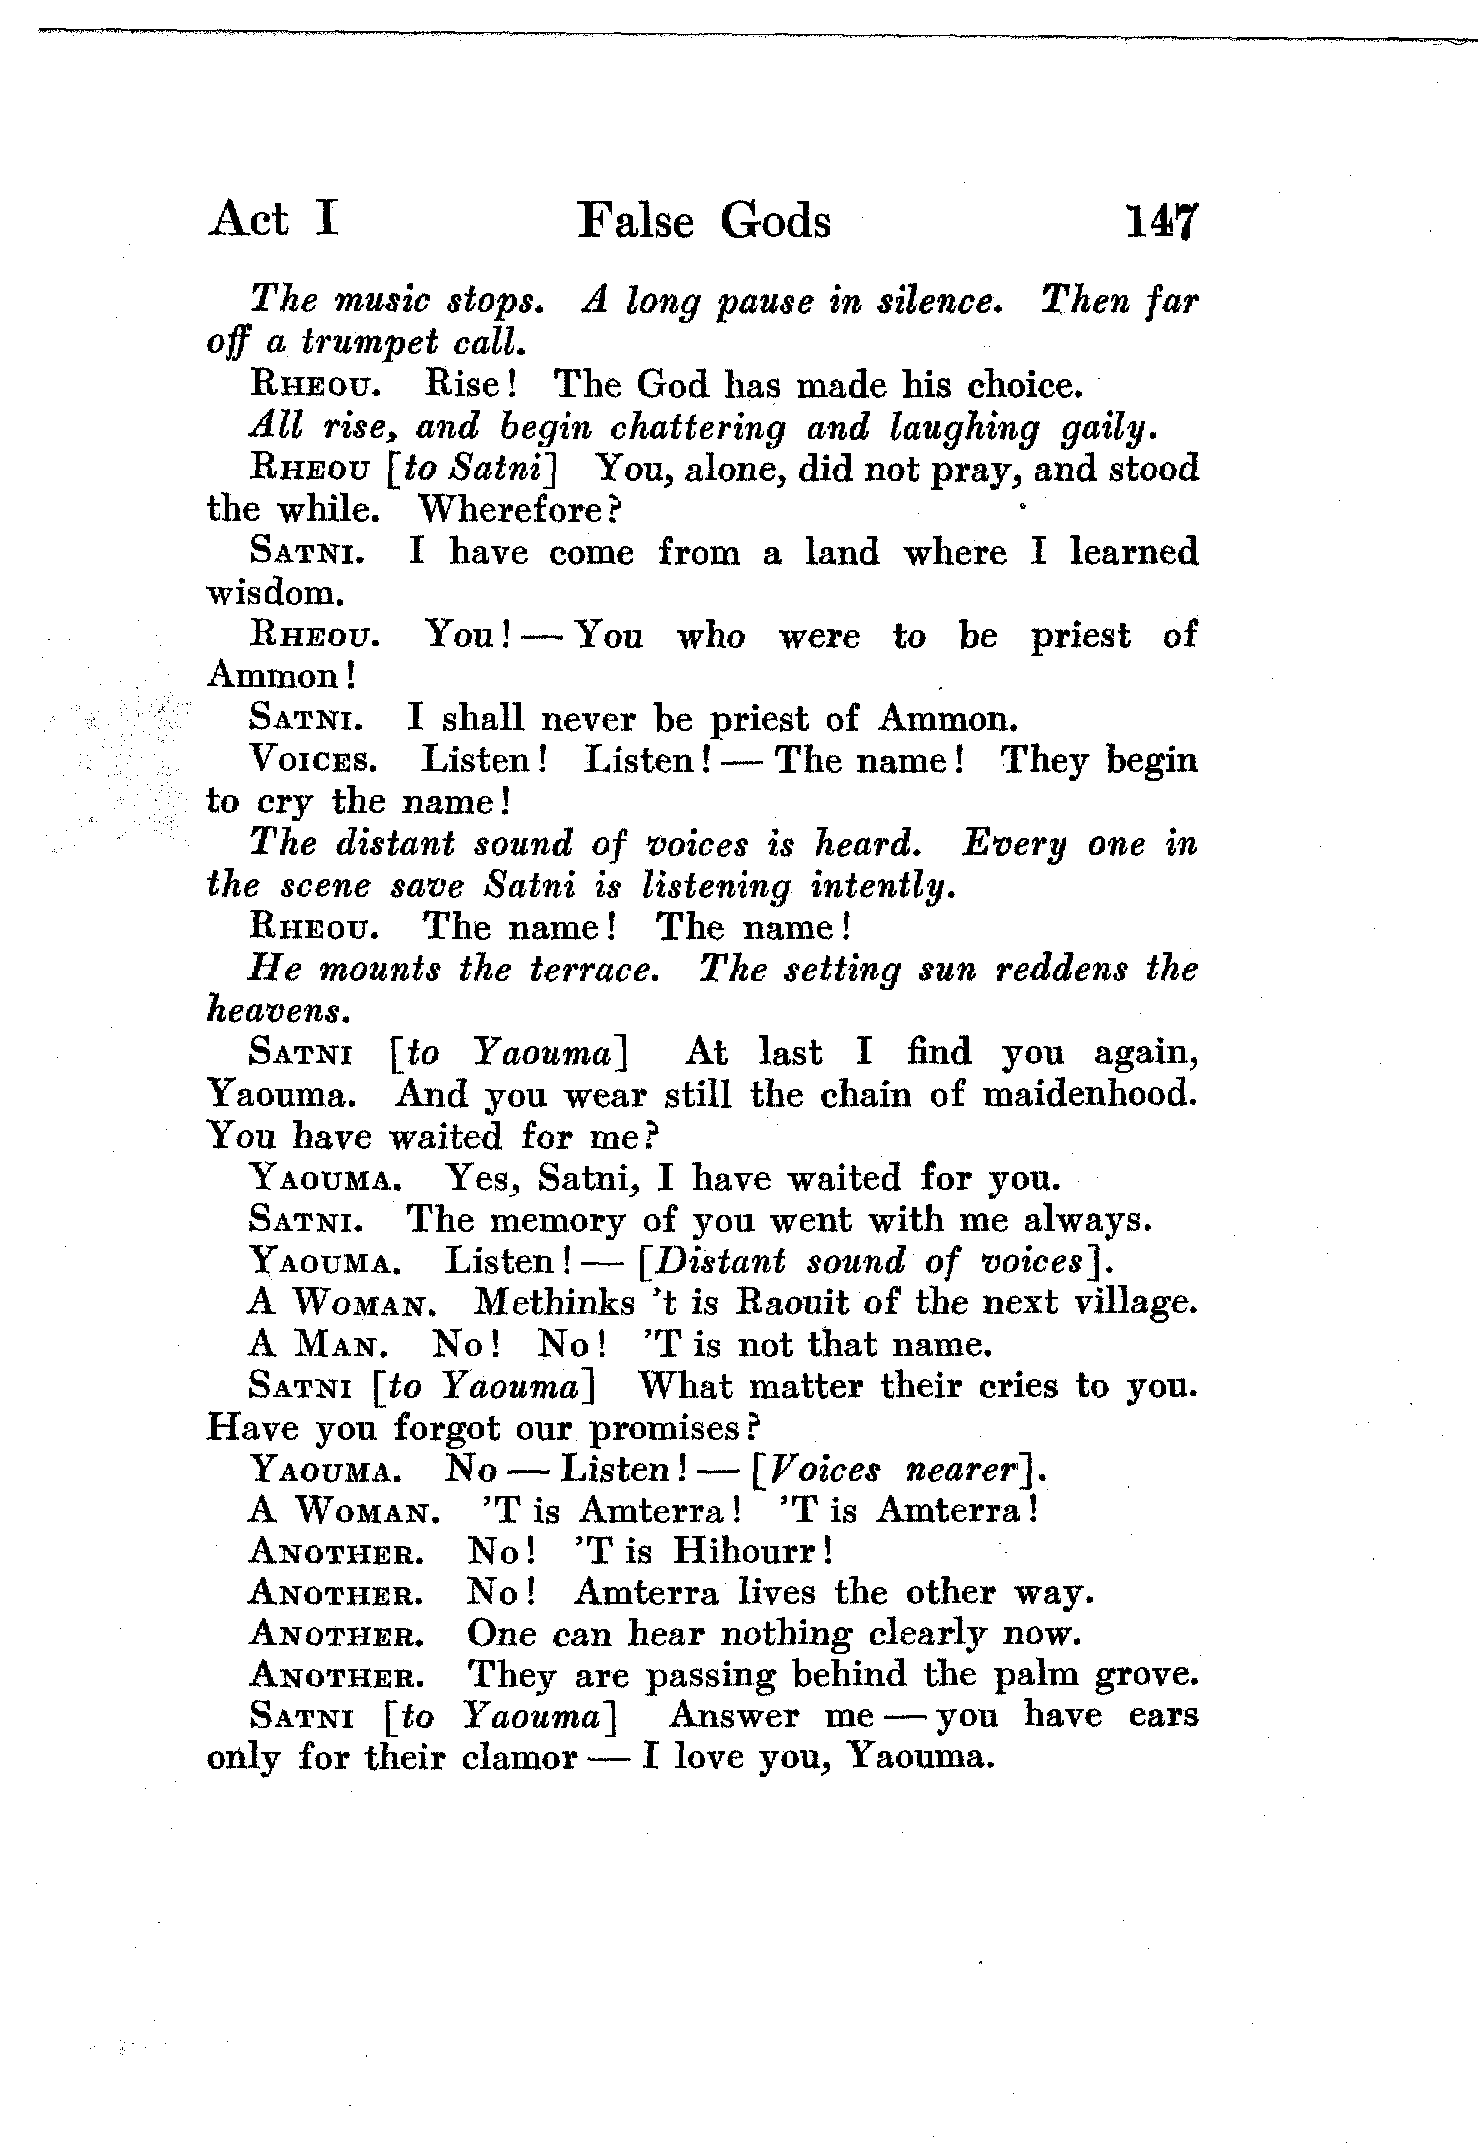 Act I False Gods 147
The music stops. A long pause in silence. Then far
off a trumpet call.
RHEOU. Rise! The God has made his choice.
All rise, and begin chattering and laughing gaily.
RHEOU [to Satni] You, alone, did not pray, and stood
the while. Wherefore?
SATNI. I have come from a land where I learned
wisdom.
RHEOU. You! — You who were to be priest of
Ammon!
SATNI. I shall never be priest of Ammon.
VOICES. Listen! Listen! — The name! They begin
to cry the name!
The distant sound of voices is heard. Every one in
the scene save Satni is listening intently.
RHEOU. The name! The name!
He mounts the terrace. The setting sun reddens the
heavens.
SATNI [to Yaouma] At last I find you again,
Yaouma. And you wear still the chain of maidenhood.
You have waited for me?
YAOUMA. Yes, Satni, I have waited for you.
SATNI. The memory of you went with me always.
YAOUMA. Listen! — [Distant sound of voices].
A WOMAN. Methinks 't is Raouit of the next village.
A MAN. No! No! 'T is not that name.
SATNI [to Yaouma] What matter their cries to you.
Have you forgot our promises?
YAOUMA. No — Listen! — [Voices nearer].
A WOMAN. 'T is Amterra! 'T is Amterra!
ANOTHER. No! 'T is Hihourr!
ANOTHER. No! Amterra lives the other way.
ANOTHER. One can hear nothing clearly now.
ANOTHER. They are passing behind the palm grove.
SATNI [to Yaouma] Answer me — you have ears
only for their clamor — I love you, Yaouma.